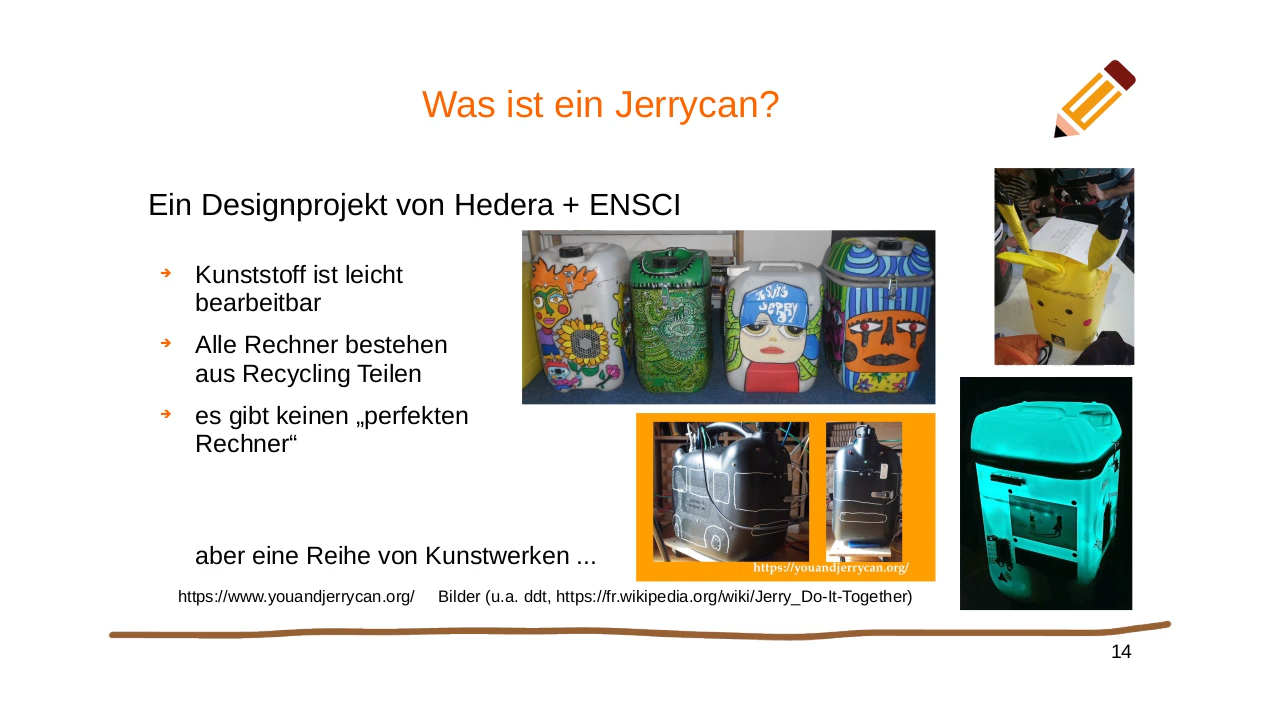 Was ist ein Jerrycan?
Ein Designprojekt von Hedera + ENSCI
Kunststoff ist leicht
bearbeitbar
Alle Rechner bestehen
aus Recycling Teilen
es gibt keinen „perfekten
Rechner“
aber eine Reihe von Kunstwerken ...
https://youandjerrycan.org/
https://www.youandjerrycan.org/ Bilder (u.a. ddt, https://fr.wikipedia.org/wiki/Jerry_Do-It-Together)
14